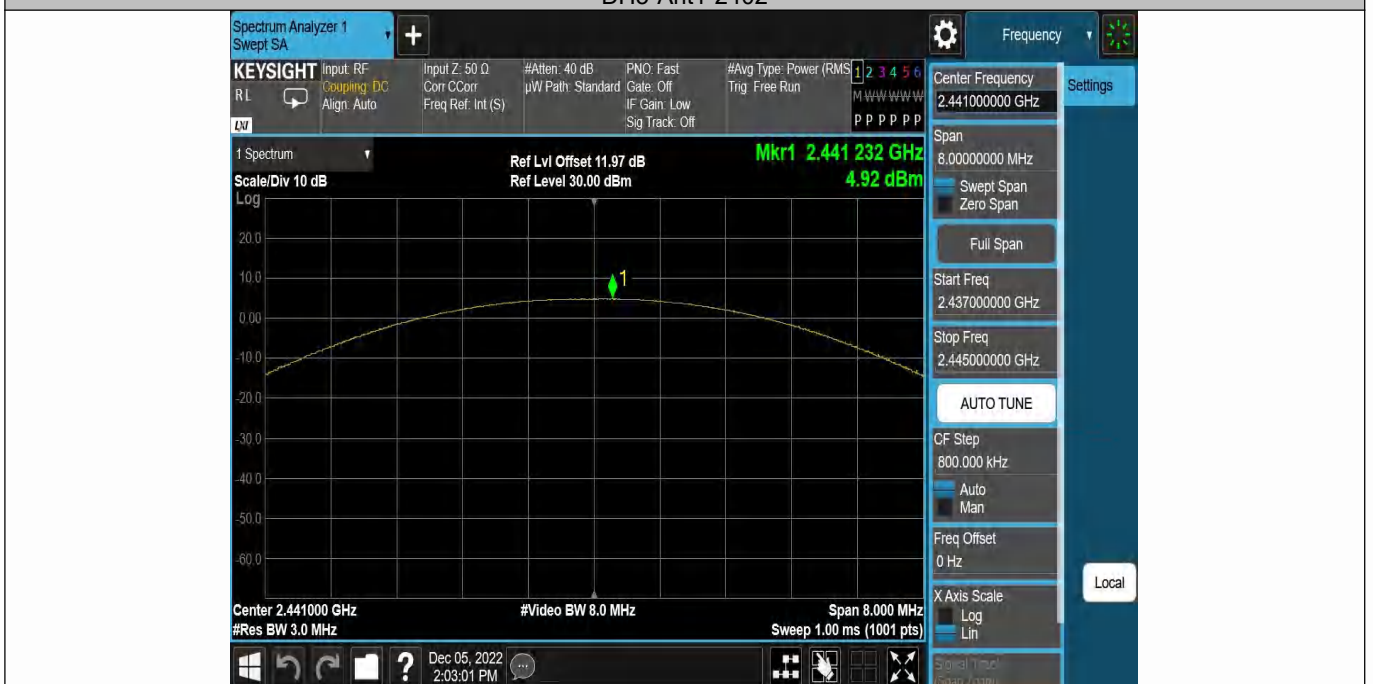 Spectrum Analyzer 1
Swept SA
+
Frequency
KEYSIGHT
RL
LXI
Input: RF
Coupling: DC
Align: Auto
Input Z: 50 Ω
Corr CCorr
Freq Ref: Int (S)
#Atten: 40 dB
µW Path: Standard
PNO: Fast
Gate: Off
IF Gain: Low
Sig Track: Off
#Avg Type: Power (RMS
Trig: Free Run
1 2 3 4 5 6
M W W W W W
P P P P P P
Center Frequency
2.441000000 GHz
Settings
Span
8.00000000 MHz
Swept Span
Zero Span
Full Span
Start Freq
2.437000000 GHz
Stop Freq
2.445000000 GHz
AUTO TUNE
CF Step
800.000 kHz
Auto
Man
Freq Offset
0 Hz
X Axis Scale
Log
Lin
Local
1 Spectrum
Scale/Div 10 dB
Ref Lvl Offset 11.97 dB
Ref Level 30.00 dBm
Mkr1 2.441 232 GHz
4.92 dBm
Log
20.0
10.0
1
0.00
-10.0
-20.0
-30.0
-40.0
-50.0
-60.0
Center 2.441000 GHz
#Res BW 3.0 MHz
#Video BW 8.0 MHz
Span 8.000 MHz
Sweep 1.00 ms (1001 pts)
?
Dec 05, 2022
2:03:01 PM